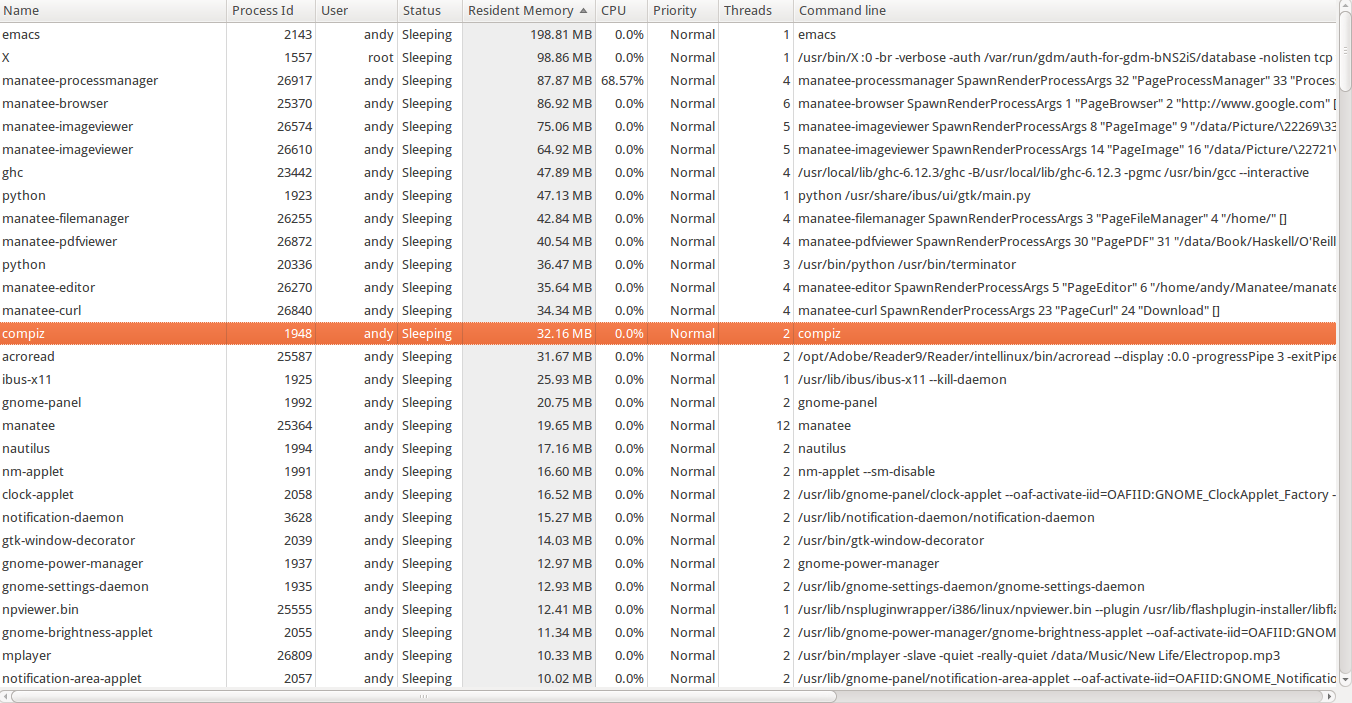 Name Process Id User Status Resident Memory CPU Priority Threads Command line
emacs 2143 andy Sleeping 198.81 MB 0.0% Normal 1 emacs
X 1557 root Sleeping 98.86 MB 0.0% Normal 1 /usr/bin/X :0 -br -verbose -auth /var/run/gdm/auth-for-gdm-bNS2iS/database -nolisten tcp
manatee-processmanager 26917 andy Sleeping 87.87 MB 68.57% Normal 4 manatee-processmanager SpawnRenderProcessArgs 32 "PageProcessManager" 33 "Proces
manatee-browser 25370 andy Sleeping 86.92 MB 0.0% Normal 6 manatee-browser SpawnRenderProcessArgs 1 "PageBrowser" 2 "http://www.google.com" [
manatee-imageviewer 26574 andy Sleeping 75.06 MB 0.0% Normal 5 manatee-imageviewer SpawnRenderProcessArgs 8 "PageImage" 9 "/data/Picture/\22269\33
manatee-imageviewer 26610 andy Sleeping 64.92 MB 0.0% Normal 5 manatee-imageviewer SpawnRenderProcessArgs 14 "PageImage" 16 "/data/Picture/\22721\
ghc 23442 andy Sleeping 47.89 MB 0.0% Normal 4 /usr/local/lib/ghc-6.12.3/ghc -B/usr/local/lib/ghc-6.12.3 -pgmc /usr/bin/gcc --interactive
python 1923 andy Sleeping 47.13 MB 0.0% Normal 1 python /usr/share/ibus/ui/gtk/main.py
manatee-filemanager 26255 andy Sleeping 42.84 MB 0.0% Normal 4 manatee-filemanager SpawnRenderProcessArgs 3 "PageFileManager" 4 "/home/" []
manatee-pdfviewer 26872 andy Sleeping 40.54 MB 0.0% Normal 4 manatee-pdfviewer SpawnRenderProcessArgs 30 "PagePDF" 31 "/data/Book/Haskell/O'Reill
python 20336 andy Sleeping 36.47 MB 0.0% Normal 3 /usr/bin/python /usr/bin/terminator
manatee-editor 26270 andy Sleeping 35.64 MB 0.0% Normal 4 manatee-editor SpawnRenderProcessArgs 5 "PageEditor" 6 "/home/andy/Manatee/manate
manatee-curl 26840 andy Sleeping 34.34 MB 0.0% Normal 4 manatee-curl SpawnRenderProcessArgs 23 "PageCurl" 24 "Download" []
compiz 1948 andy Sleeping 32.16 MB 0.0% Normal 2 compiz
acroread 25587 andy Sleeping 31.67 MB 0.0% Normal 2 /opt/Adobe/Reader9/Reader/intellinux/bin/acroread --display :0.0 -progressPipe 3 -exitPipe
ibus-x11 1925 andy Sleeping 25.93 MB 0.0% Normal 1 /usr/lib/ibus/ibus-x11 --kill-daemon
gnome-panel 1992 andy Sleeping 20.75 MB 0.0% Normal 2 gnome-panel
manatee 25364 andy Sleeping 19.65 MB 0.0% Normal 12 manatee
nautilus 1994 andy Sleeping 17.16 MB 0.0% Normal 2 nautilus
nm-applet 1991 andy Sleeping 16.60 MB 0.0% Normal 2 nm-applet --sm-disable
clock-applet 2058 andy Sleeping 16.52 MB 0.0% Normal 2 /usr/lib/gnome-panel/clock-applet --oaf-activate-iid=OAFIID:GNOME_ClockApplet_Factory -
notification-daemon 3628 andy Sleeping 15.27 MB 0.0% Normal 2 /usr/lib/notification-daemon/notification-daemon
gtk-window-decorator 2039 andy Sleeping 14.03 MB 0.0% Normal 2 /usr/bin/gtk-window-decorator
gnome-power-manager 1937 andy Sleeping 12.97 MB 0.0% Normal 2 gnome-power-manager
gnome-settings-daemon 1935 andy Sleeping 12.93 MB 0.0% Normal 2 /usr/lib/gnome-settings-daemon/gnome-settings-daemon
npviewer.bin 25555 andy Sleeping 12.41 MB 0.0% Normal 1 /usr/lib/nspluginwrapper/i386/linux/npviewer.bin --plugin /usr/lib/flashplugin-installer/libfla
gnome-brightness-applet 2055 andy Sleeping 11.34 MB 0.0% Normal 2 /usr/lib/gnome-power-manager/gnome-brightness-applet --oaf-activate-iid=OAFIID:GNOM
mplayer 26809 andy Sleeping 10.33 MB 0.0% Normal 2 /usr/bin/mplayer -slave -quiet -really-quiet /data/Music/New Life/Electropop.mp3
notification-area-applet 2057 andy Sleeping 10.02 MB 0.0% Normal 2 /usr/lib/gnome-panel/notification-area-applet --oaf-activate-iid=OAFIID:GNOME_Notificatio